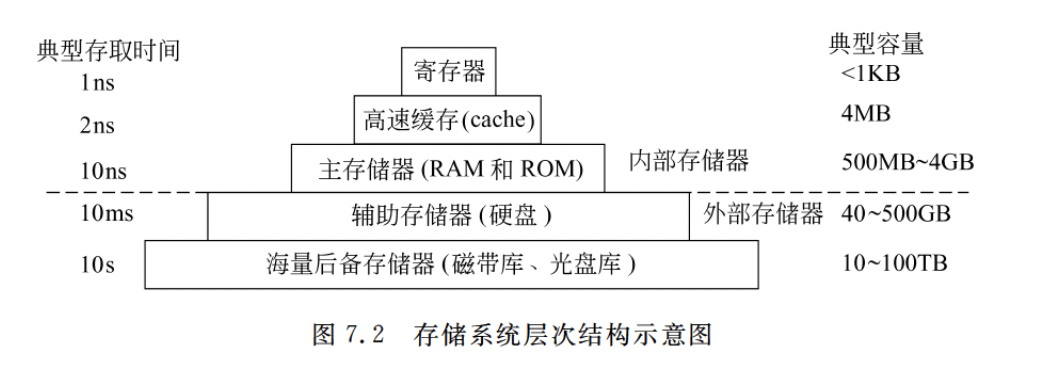 典型存取时间
典型容量
1ns
寄存器
<1KB
2ns
高速缓存(cache)
4MB
10ns
主存储器(RAM 和 ROM)
内部存储器
500MB~4GB
10ms
辅助存储器(硬盘)
外部存储器
40~500GB
10s
海量后备存储器(磁带库、光盘库)
10~100TB
图 7.2 存储系统层次结构示意图